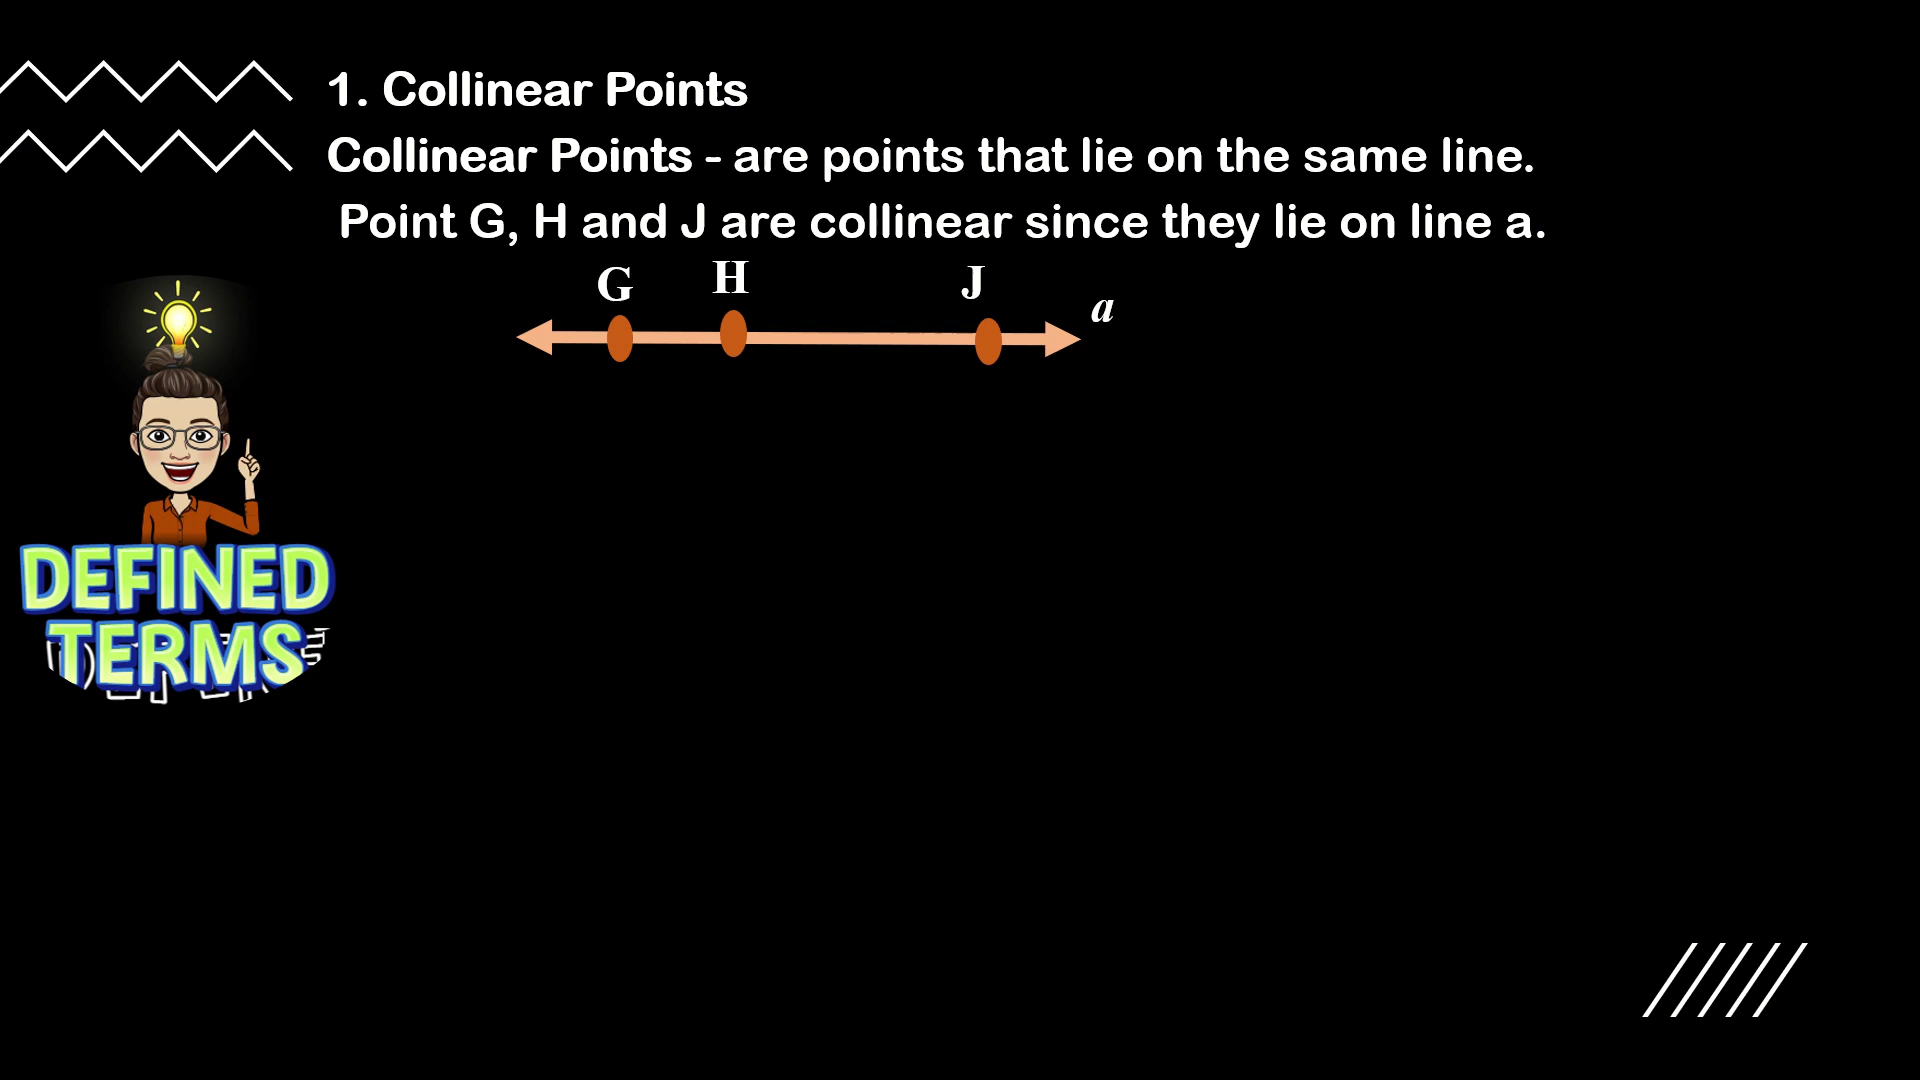 1. Collinear Points
Collinear Points - are points that lie on the same line.
Point G, H and J are collinear since they lie on line a.
G H J a
DEFINED
TERMS